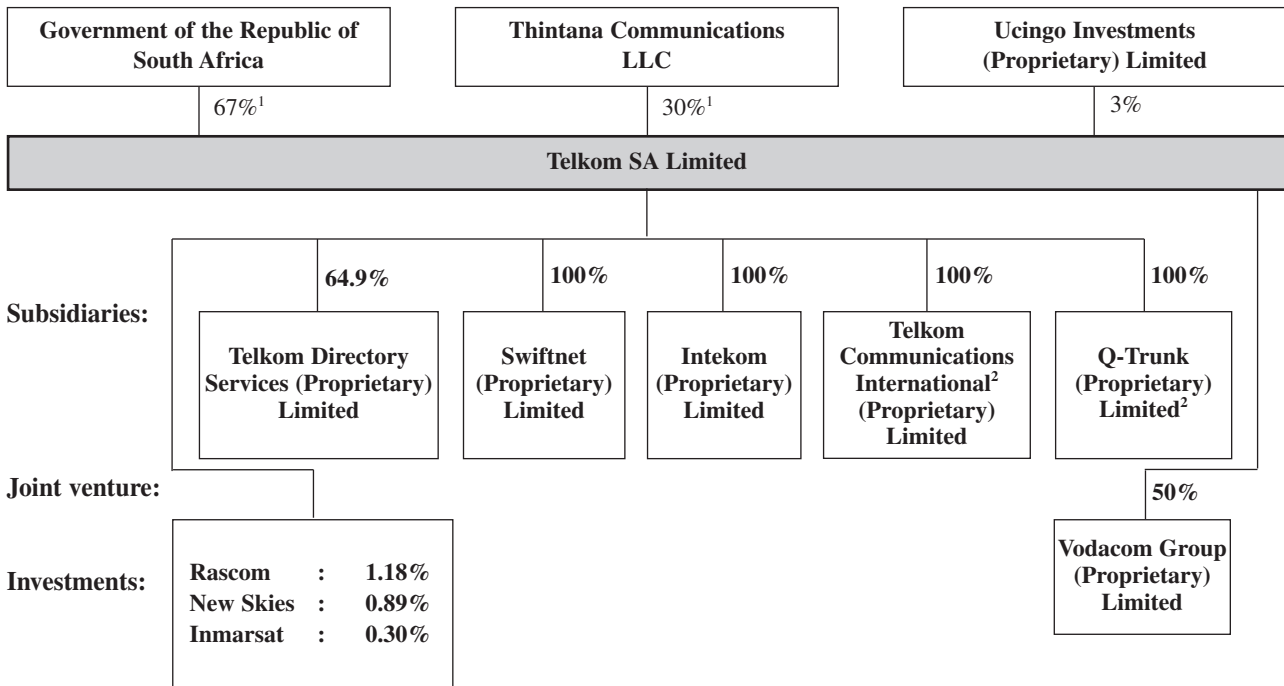 Government of the Republic of
South Africa
Thintana Communications
LLC
Ucingo Investments
(Proprietary) Limited
67%¹
30%¹
3%
Telkom SA Limited
Subsidiaries:
64.9%
100%
100%
100%
100%
Telkom Directory
Services (Proprietary)
Limited
Swiftnet
(Proprietary)
Limited
Intekom
(Proprietary)
Limited
Telkom
Communications
International²
(Proprietary)
Limited
Q-Trunk
(Proprietary)
Limited²
Joint venture:
50%
Vodacom Group
(Proprietary)
Limited
Investments:
Rascom : 1.18%
New Skies : 0.89%
Inmarsat : 0.30%